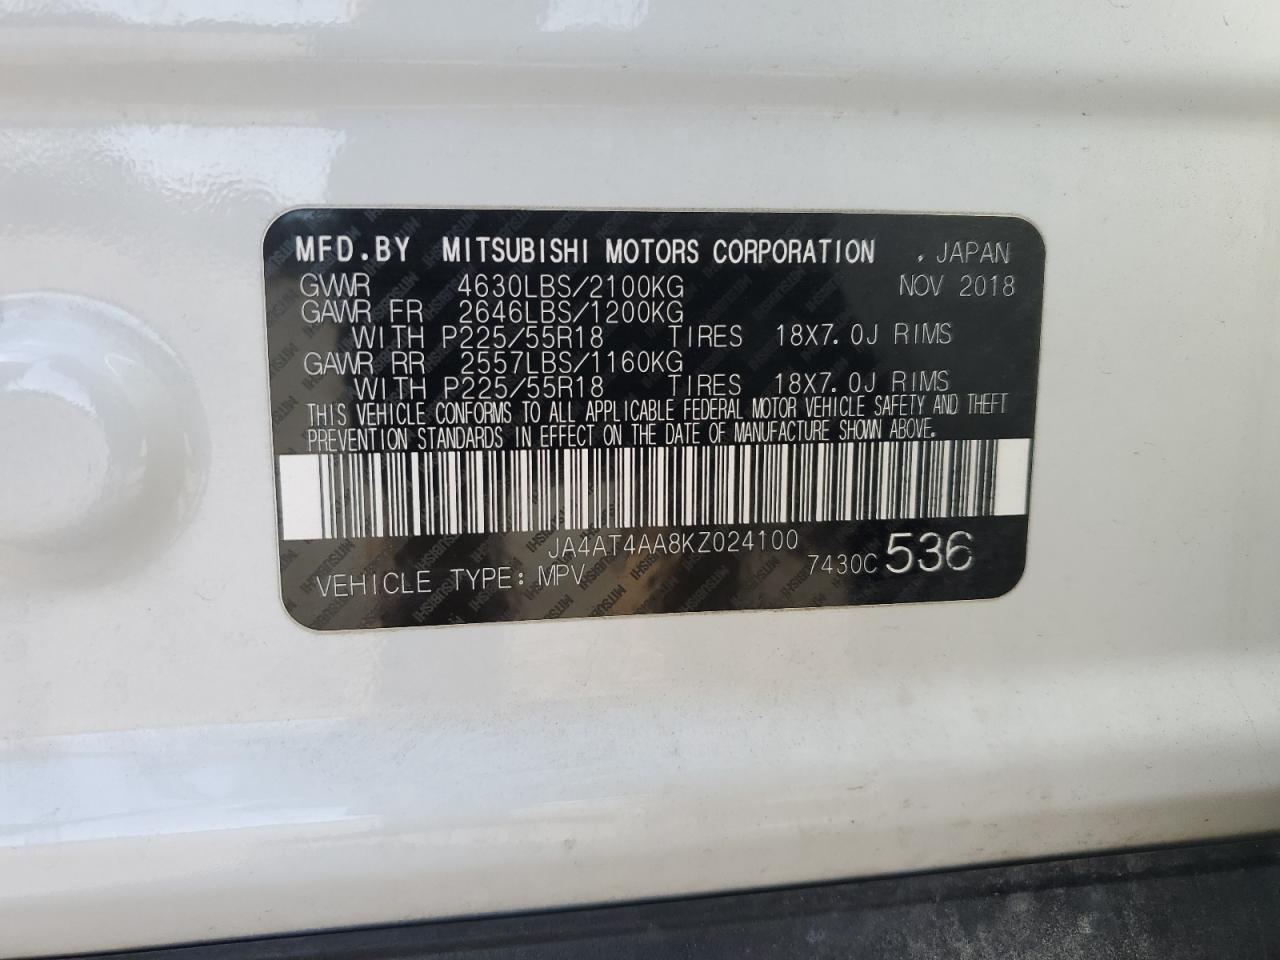 MFD.BY MITSUBISHI MOTORS CORPORATION , JAPAN
GVWR 4630LBS/2100KG NOV 2018
GAWR FR 2646LBS/1200KG
WITH P225/55R18 TIRES 18X7.0J RIMS
GAWR RR 2557LBS/1160KG
WITH P225/55R18 TIRES 18X7.0J RIMS
THIS VEHICLE CONFORMS TO ALL APPLICABLE FEDERAL MOTOR VEHICLE SAFETY AND THEFT
PREVENTION STANDARDS IN EFFECT ON THE DATE OF MANUFACTURE SHOWN ABOVE.
JA4AT4AA8KZ024100
VEHICLE TYPE: MPV 7430C 536